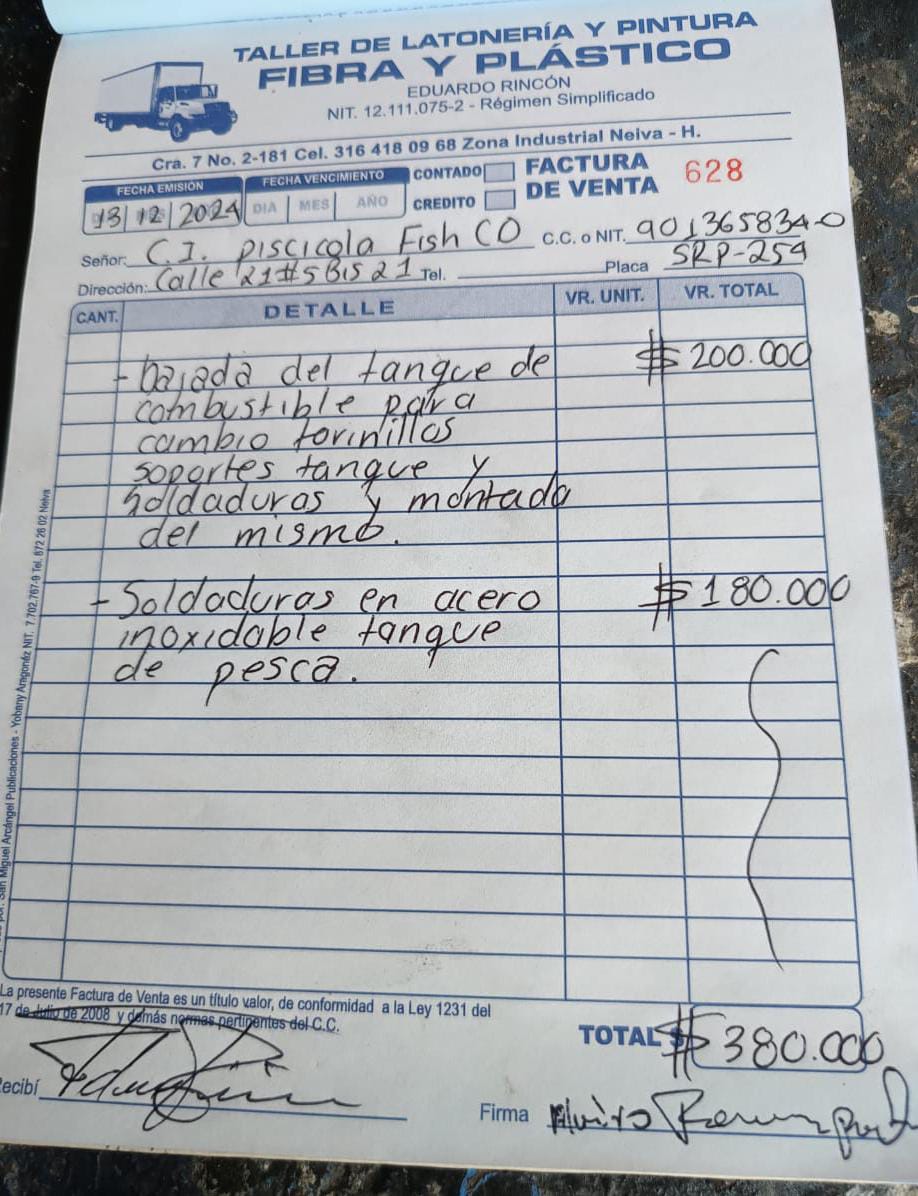 TALLER DE LATONERÍA Y PINTURA
FIBRA Y PLÁSTICO
EDUARDO RINCÓN
NIT. 12.111.075-2 - Régimen Simplificado
Cra. 7 No. 2-181 Cel. 316 418 09 68 Zona Industrial Neiva - H.
FECHA EMISIÓN FECHA VENCIMIENTO CONTADO FACTURA 628
13 12 2024 DIA MES AÑO CREDITO DE VENTA
Señor: C.I. piscicola Fish CO C.C. o NIT. 901365834-0
Dirección: Calle 21#5Bis 21 Tel. Placa SRP-254
CANT. DETALLE VR. UNIT. VR. TOTAL
- bajada del tanque de $ 200.000
combustible para
cambio torinillos
soportes tanque y
soldaduras y montada
del mismo.
- Soldaduras en acero $ 180.000
inoxidable tanque
de pesca.
San Miguel Arcángel Publicaciones - Yobany Aragonéz NIT. 7.702.767-9 Tel. 872 26 02 Neiva
La presente Factura de Venta es un título valor, de conformidad a la Ley 1231 del
17 de Julio de 2008 y demás normas pertinentes del C.C.
TOTAL $ 380.000
Recibí
Firma